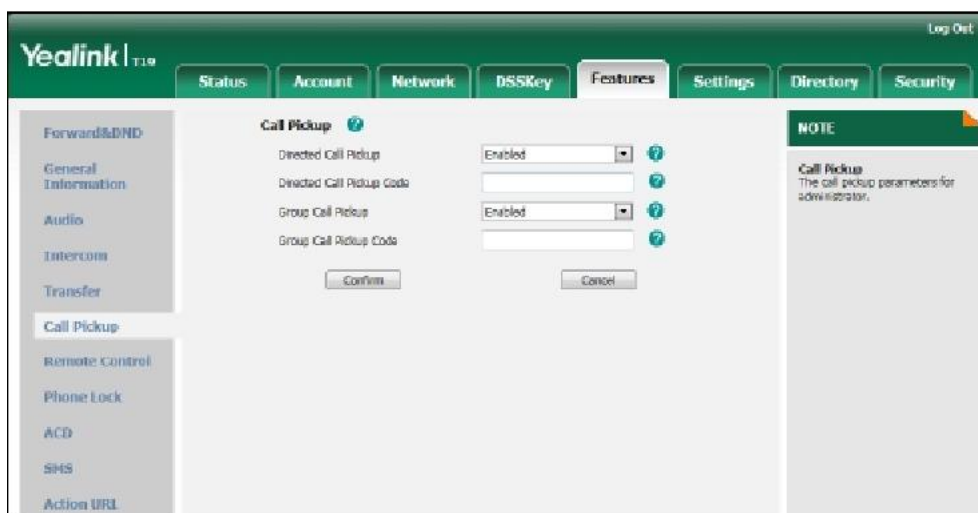 Log Out
Yealink | T19
Status Account Network DSSKey Features Settings Directory Security
Forward&DND
General Information
Audio
Intercom
Transfer
Call Pickup
Remote Control
Phone Lock
ACD
SMS
Action URL
Call Pickup ?
Directed Call Pickup Enabled ?
Directed Call Pickup Code ?
Group Call Pickup Enabled ?
Group Call Pickup Code ?
Confirm Cancel
NOTE
Call Pickup
The call pickup parameters for
administrator.